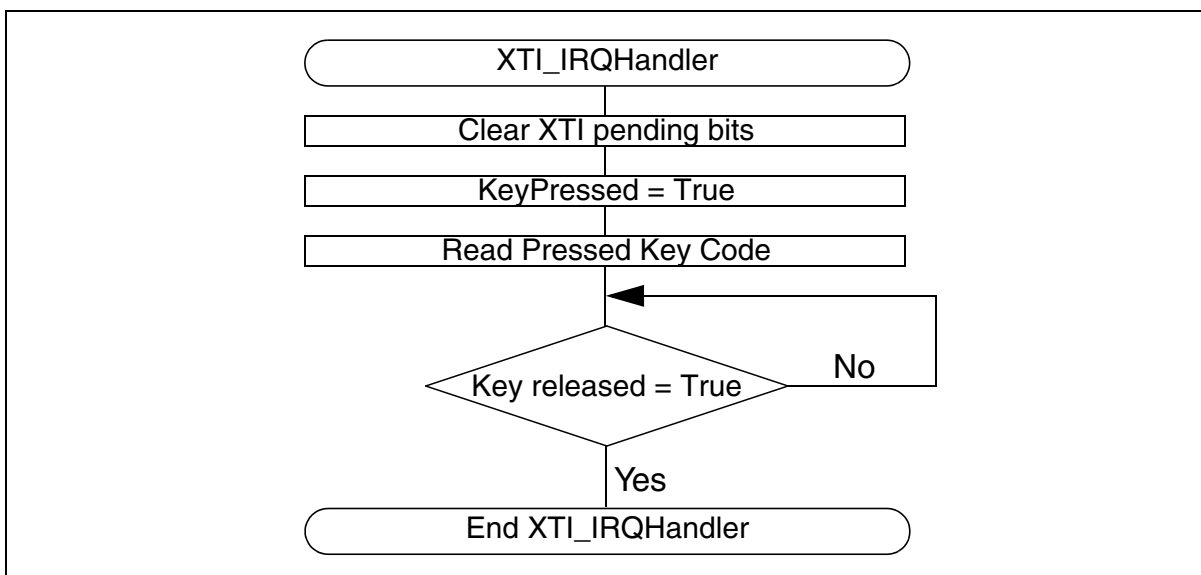 XTI_IRQHandler
Clear XTI pending bits
KeyPressed = True
Read Pressed Key Code
Key released = True
No
Yes
End XTI_IRQHandler